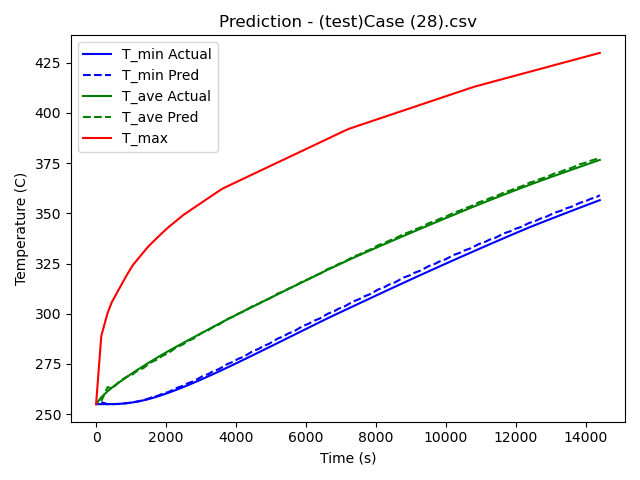 Prediction - (test)Case (28).csv
T_min Actual
T_min Pred
T_ave Actual
T_ave Pred
T_max
Temperature (C)
425
400
375
350
325
300
275
250
0 2000 4000 6000 8000 10000 12000 14000
Time (s)